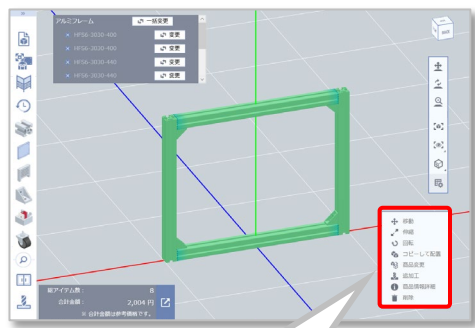 アルミフレーム
一括変更
HFS6-3030-400
変更
HFS6-3030-400
変更
HFS6-3030-440
変更
HFS6-3030-440
変更
移動
伸縮
回転
コピーして配置
商品変更
追加工
商品情報詳細
削除
総アイテム数： 8
合計金額： 2,004 円
※ 合計金額は参考価格です。